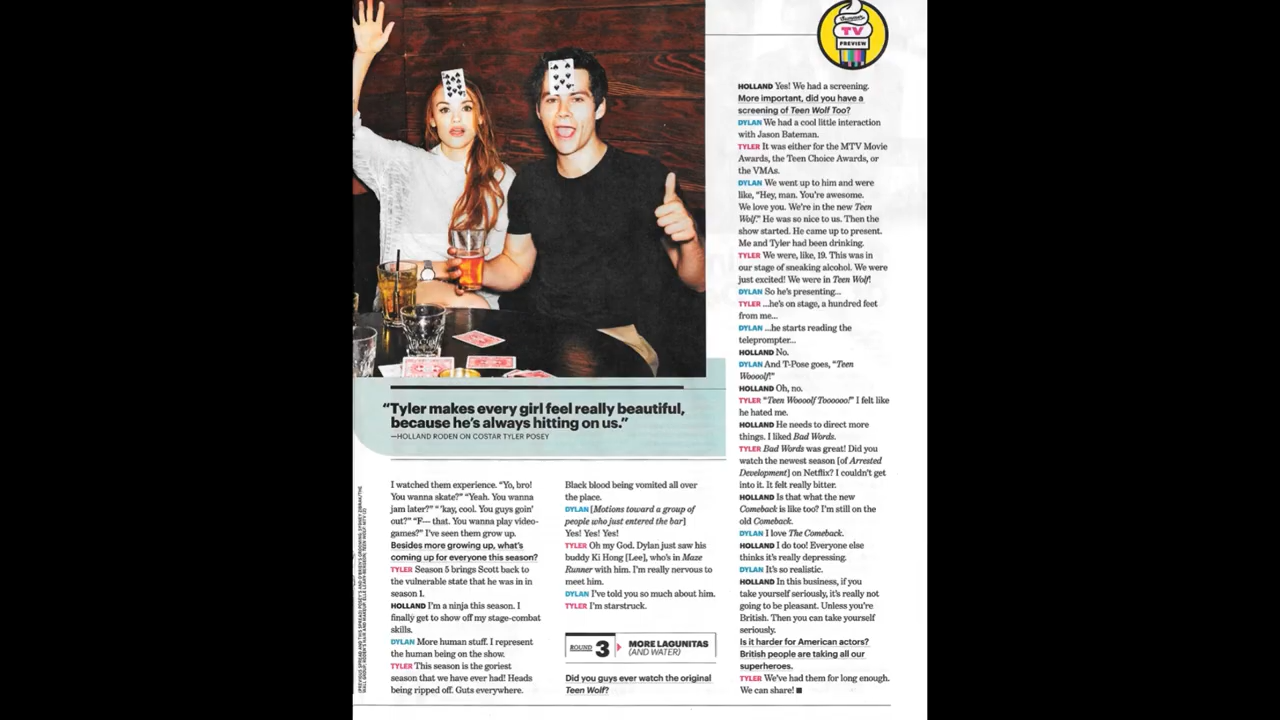 Summer
TV
PREVIEW
"Tyler makes every girl feel really beautiful,
because he's always hitting on us."
—HOLLAND RODEN ON COSTAR TYLER POSEY
I watched them experience. "Yo, bro!
You wanna skate?" "Yeah. You wanna
jam later?" "'kay, cool. You guys goin'
out?" "F— that. You wanna play video-
games?" I've seen them grow up.
Besides more growing up, what's
coming up for everyone this season?
TYLER Season 5 brings Scott back to
the vulnerable state that he was in in
season 1.
HOLLAND I'm a ninja this season. I
finally get to show off my stage-combat
skills.
DYLAN More human stuff. I represent
the human being on the show.
TYLER This season is the goriest
season that we have ever had! Heads
being ripped off. Guts everywhere.
Black blood being vomited all over
the place.
DYLAN [Motions toward a group of
people who just entered the bar]
Yes! Yes! Yes!
TYLER Oh my God. Dylan just saw his
buddy Ki Hong [Lee], who's in Maze
Runner with him. I'm really nervous to
meet him.
DYLAN I've told you so much about him.
TYLER I'm starstruck.
ROUND 3 MORE LAGUNITAS
(AND WATER)
Did you guys ever watch the original
Teen Wolf?
HOLLAND Yes! We had a screening.
More important, did you have a
screening of Teen Wolf Too?
DYLAN We had a cool little interaction
with Jason Bateman.
TYLER It was either for the MTV Movie
Awards, the Teen Choice Awards, or
the VMAs.
DYLAN We went up to him and were
like, "Hey, man. You're awesome.
We love you. We're in the new Teen
Wolf." He was so nice to us. Then the
show started. He came up to present.
Me and Tyler had been drinking.
TYLER We were, like, 19. This was in
our stage of sneaking alcohol. We were
just excited! We were in Teen Wolf!
DYLAN So he's presenting...
TYLER ...he's on stage, a hundred feet
from me...
DYLAN ...he starts reading the
teleprompter...
HOLLAND No.
DYLAN And T-Pose goes, "Teen
Woooolf!"
HOLLAND Oh, no.
TYLER "Teen Woooolf Toooooo!" I felt like
he hated me.
HOLLAND He needs to direct more
things. I liked Bad Words.
TYLER Bad Words was great! Did you
watch the newest season [of Arrested
Development] on Netflix? I couldn't get
into it. It felt really bitter.
HOLLAND Is that what the new
Comeback is like too? I'm still on the
old Comeback.
DYLAN I love The Comeback.
HOLLAND I do too! Everyone else
thinks it's really depressing.
DYLAN It's so realistic.
HOLLAND In this business, if you
take yourself seriously, it's really not
going to be pleasant. Unless you're
British. Then you can take yourself
seriously.
Is it harder for American actors?
British people are taking all our
superheroes.
TYLER We've had them for long enough.
We can share!